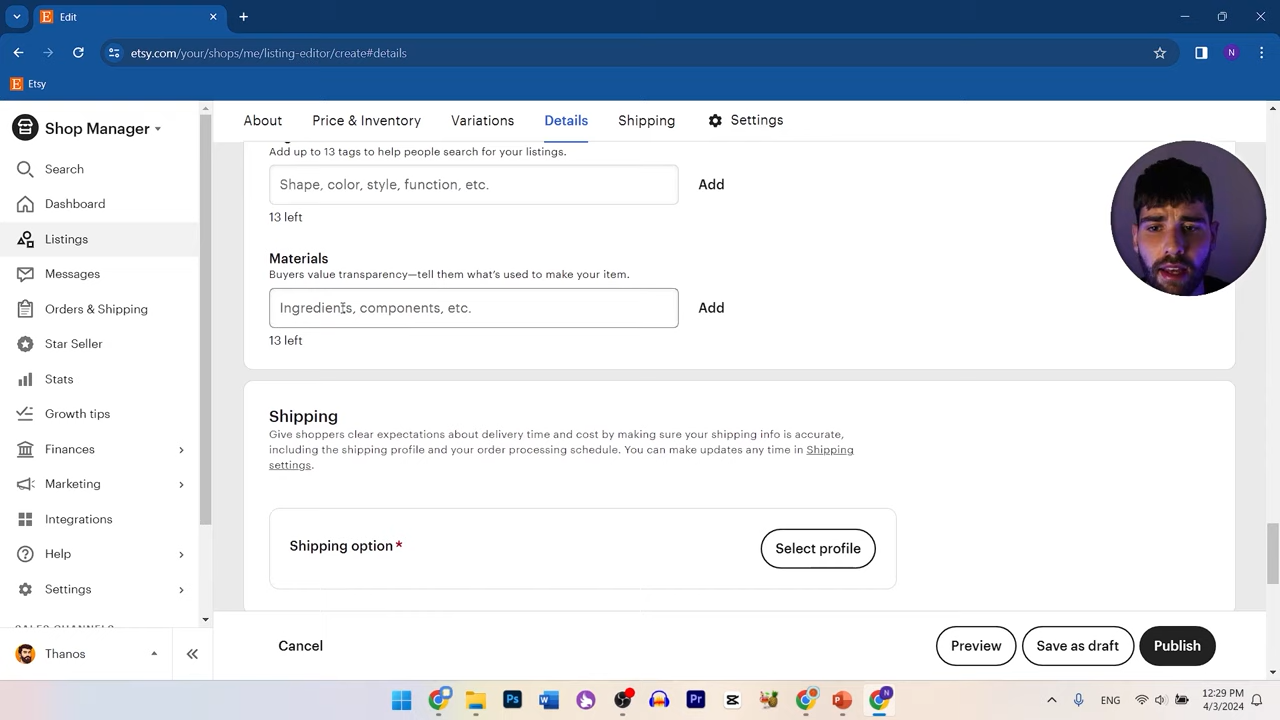 Edit
etsy.com/your/shops/me/listing-editor/create#details
N
Etsy
Shop Manager
Search
Dashboard
Listings
Messages
Orders & Shipping
Star Seller
Stats
Growth tips
Finances
Marketing
Integrations
Help
Settings
Thanos
About
Price & Inventory
Variations
Details
Shipping
Settings
Add up to 13 tags to help people search for your listings.
Shape, color, style, function, etc.
Add
13 left
Materials
Buyers value transparency—tell them what's used to make your item.
Ingredients, components, etc.
Add
13 left
Shipping
Give shoppers clear expectations about delivery time and cost by making sure your shipping info is accurate,
including the shipping profile and your order processing schedule. You can make updates any time in Shipping
settings.
Shipping option*
Select profile
Cancel
Preview
Save as draft
Publish
ENG
12:29 PM
4/3/2024